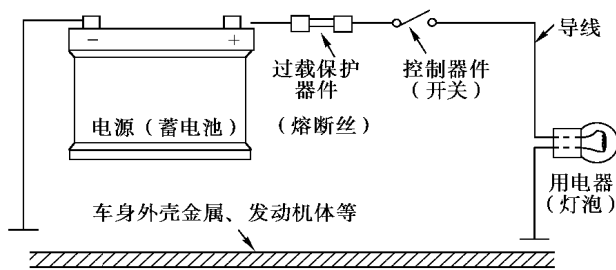 导线
− +
过载保护
器件
(熔断丝)
控制器件
(开关)
电源(蓄电池)
用电器
(灯泡)
车身外壳金属、发动机体等